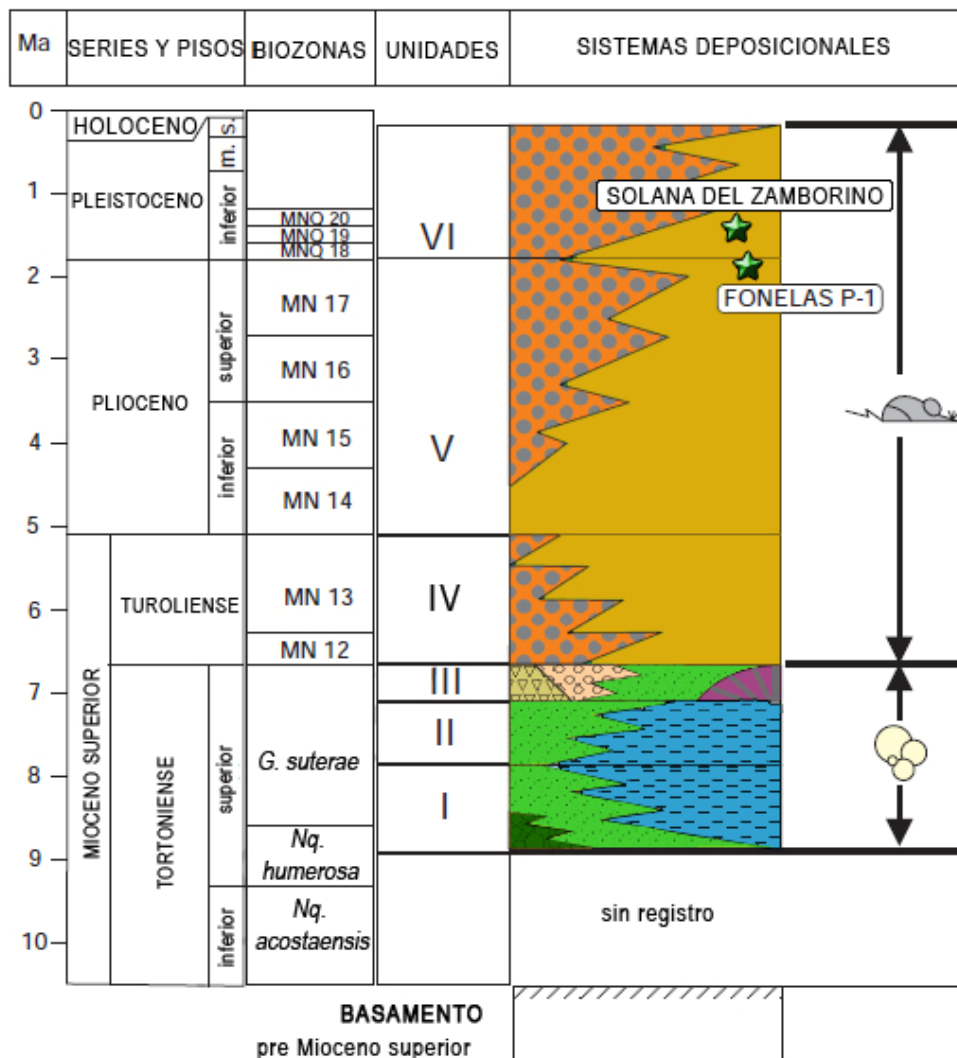 Ma
SERIES Y PISOS
BIOZONAS
UNIDADES
SISTEMAS DEPOSICIONALES
0
1
2
3
4
5
6
7
8
9
10
HOLOCENO
s.
m.
PLEISTOCENO
inferior
PLIOCENO
superior
inferior
MIOCENO SUPERIOR
TUROLIENSE
TORTONIENSE
superior
inferior
MNQ 20
MNQ 19
MNQ 18
MN 17
MN 16
MN 15
MN 14
MN 13
MN 12
G. suterae
Nq.
humerosa
Nq.
acostaensis
VI
V
IV
III
II
I
SOLANA DEL ZAMBORINO
FONELAS P-1
sin registro
BASAMENTO
pre Mioceno superior